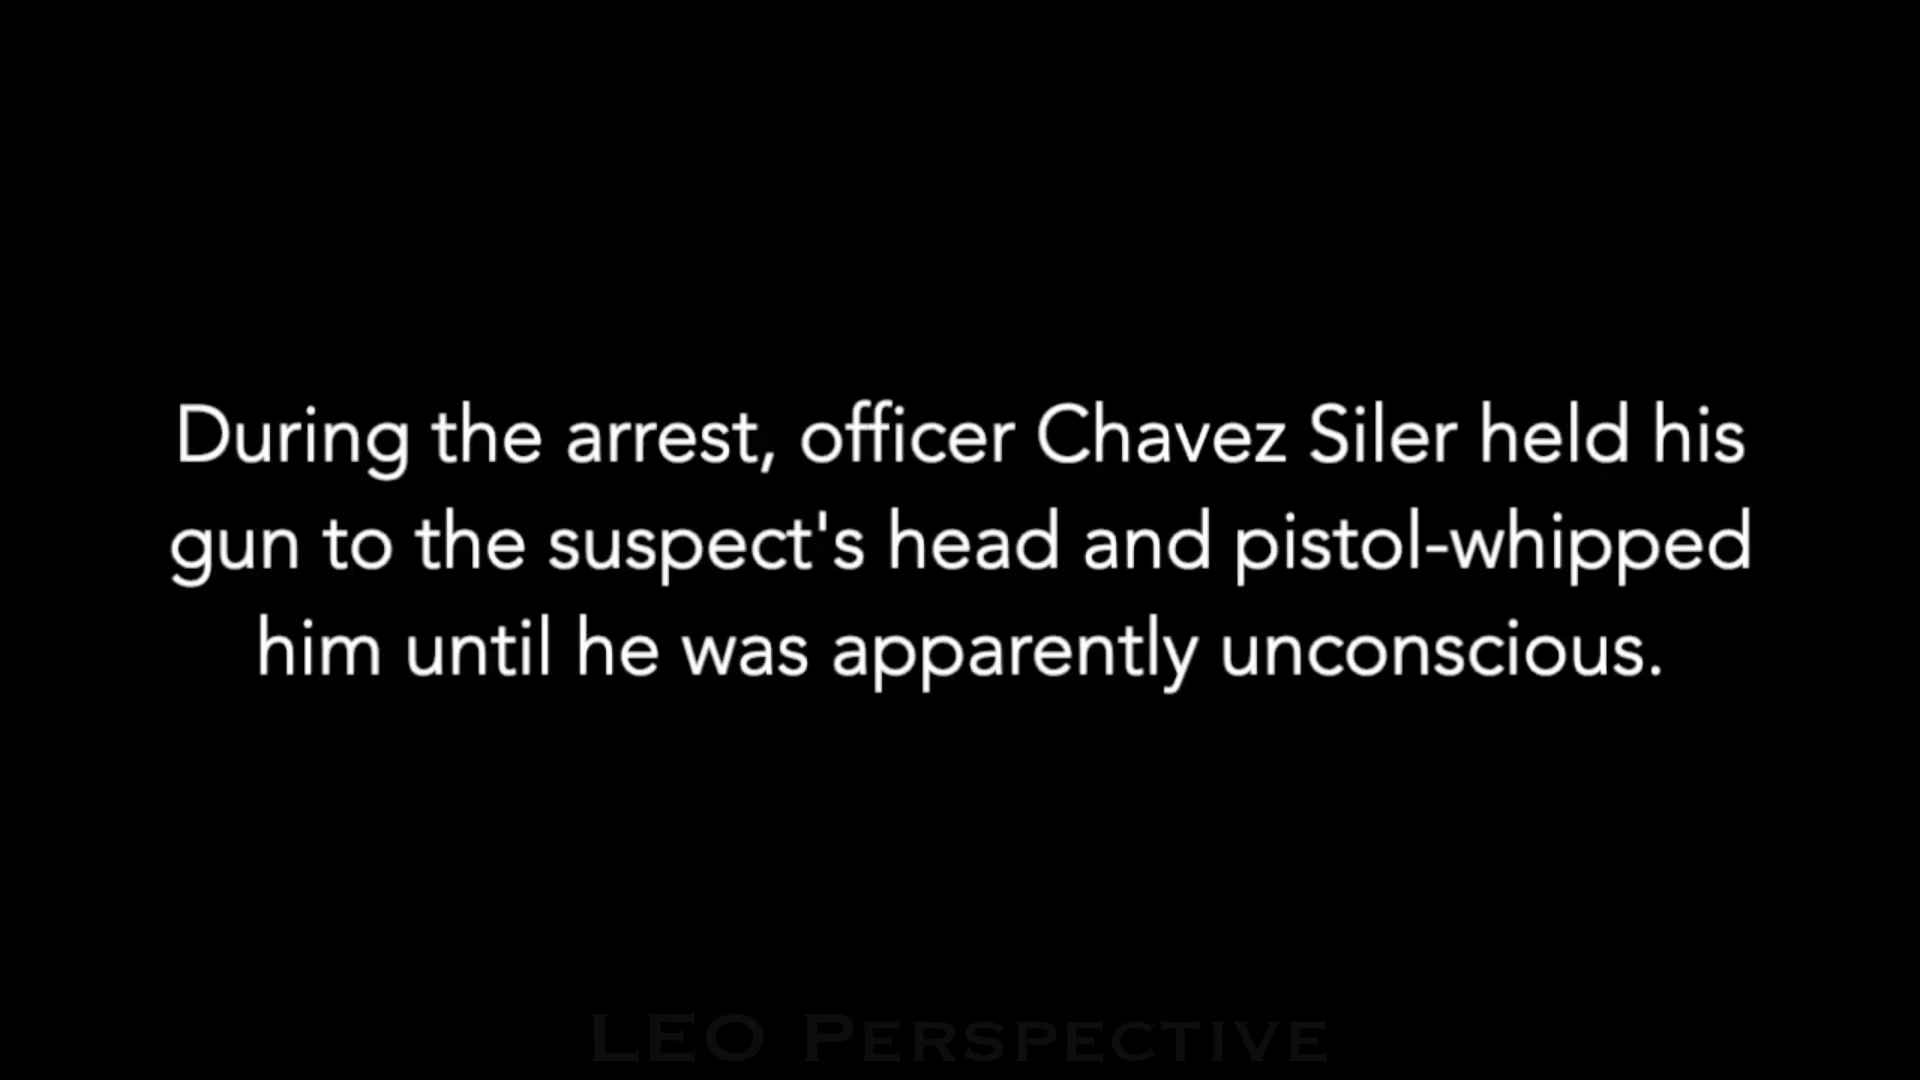 During the arrest, officer Chavez Siler held his
gun to the suspect's head and pistol-whipped
him until he was apparently unconscious.
LEO Perspective